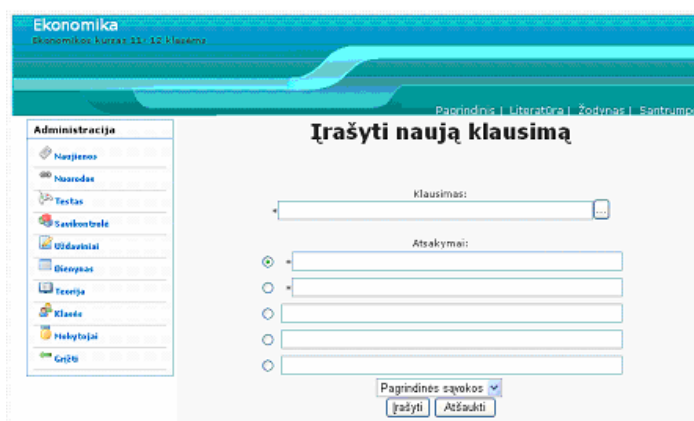 Ekonomika
Ekonomikos kursas 11-12 klasėms
Pagrindinis | Literatūra | Žodynas | Santrump
Administracija
Naujienos
Nuorodos
Testas
Savikontrolė
Uždaviniai
Dienynas
Teorija
Klasės
Mokytojai
Grįžti
Įrašyti naują klausimą
Klausimas:
*
...
Atsakymai:
*
*
Pagrindinės sąvokos
Įrašyti
Atšaukti